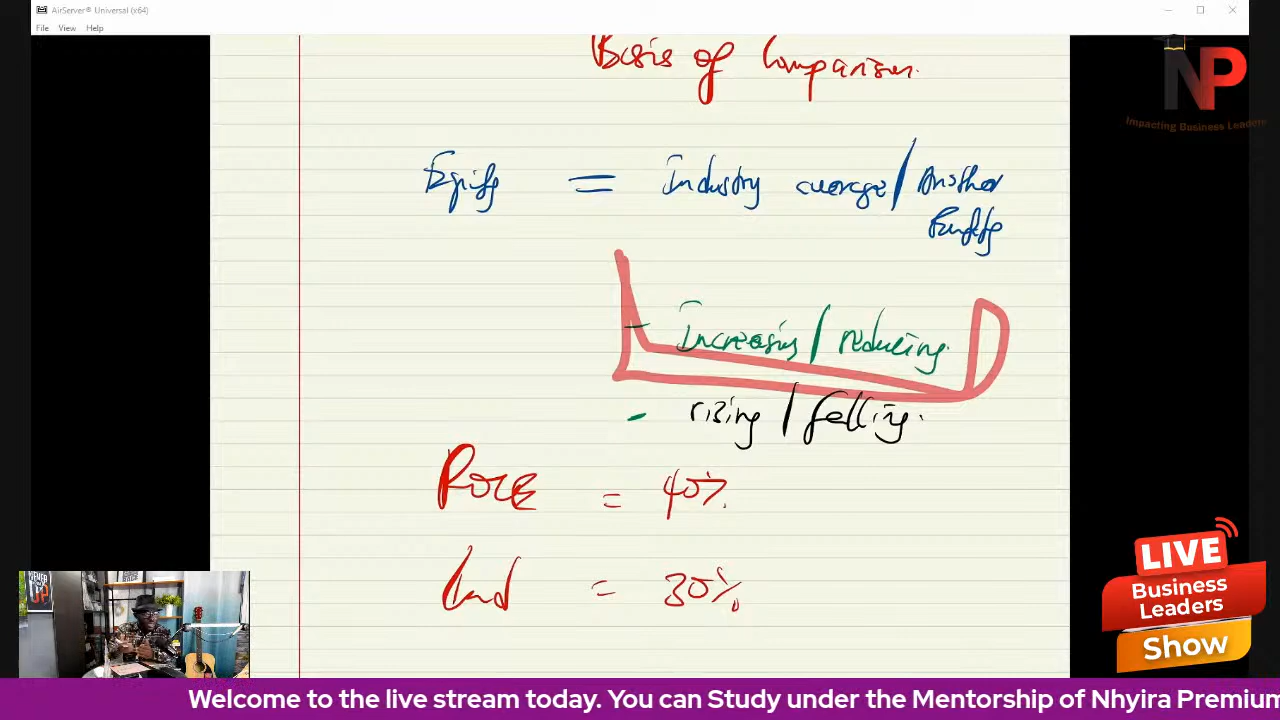 AirServer® Universal (x64)
File View Help
Basis of Comparison
NP
Impacting Business Leaders
= Industry average / Another
- Increasing / reducing
- rising / falling.
ROCE = 40%
Ind = 30%
LIVE
Business
Leaders
Show
Welcome to the live stream today. You can Study under the Mentorship of Nhyira Premium